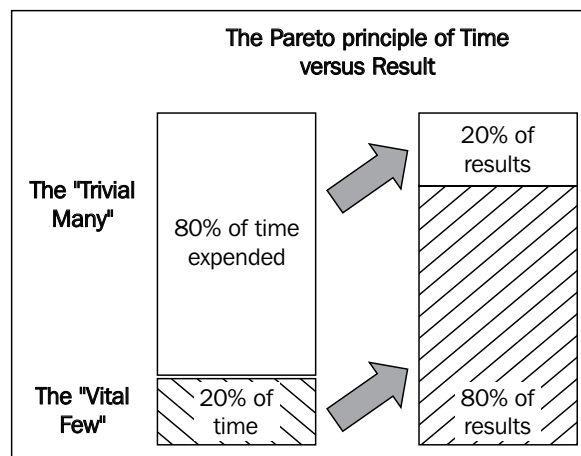 The Pareto principle of Time
versus Result
The "Trivial
Many"
80% of time
expended
20% of
results
The "Vital
Few"
20% of
time
80% of
results